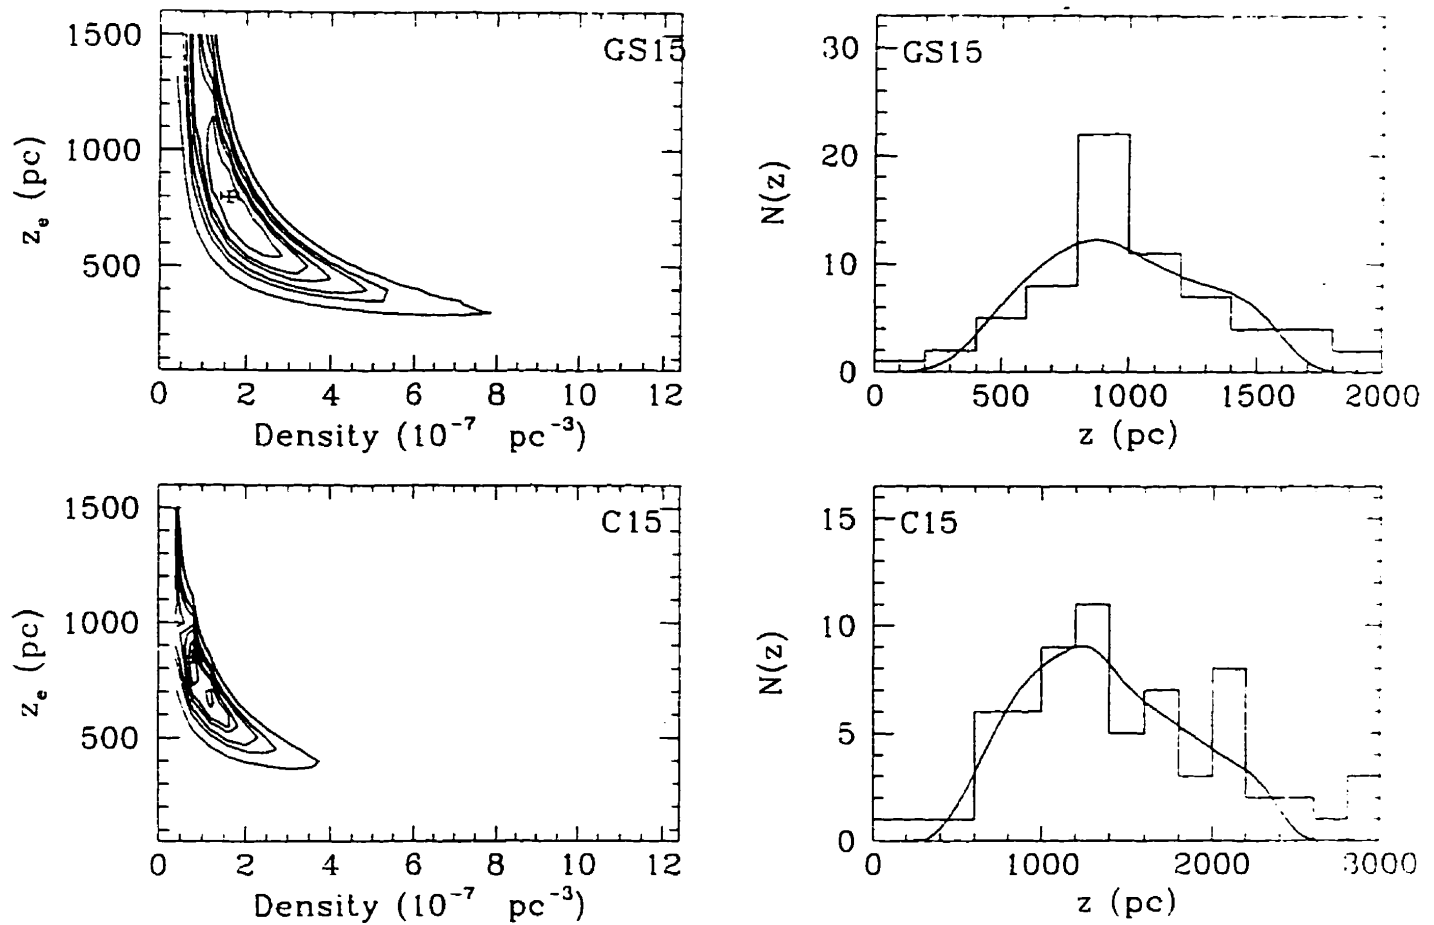 GS15
1500
1000
500
z_e (pc)
0 2 4 6 8 10 12
Density (10^-7 pc^-3)
GS15
30
20
10
0
N(z)
0 500 1000 1500 2000
z (pc)
C15
1500
1000
500
z_e (pc)
0 2 4 6 8 10 12
Density (10^-7 pc^-3)
C15
15
10
5
0
N(z)
0 1000 2000 3000
z (pc)